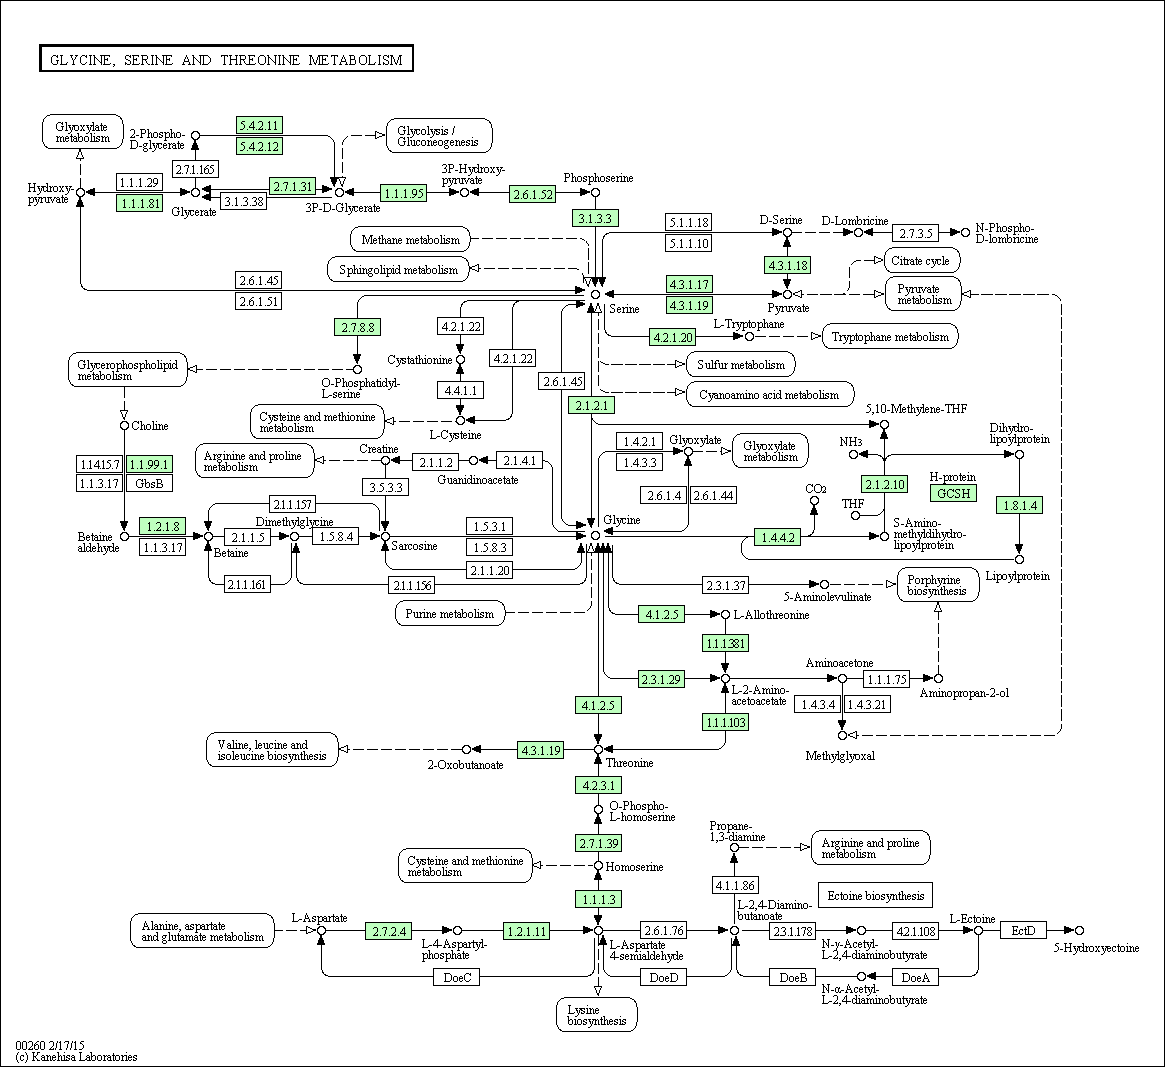 GLYCINE, SERINE AND THREONINE METABOLISM
Glyoxylate
metabolism
2-Phospho-
D-glycerate
5.4.2.11
5.4.2.12
Glycolysis /
Gluconeogenesis
2.7.1.165
3P-Hydroxy-
pyruvate
Phosphoserine
Hydroxy-
pyruvate
1.1.1.29
1.1.1.81
Glycerate
2.7.1.31
3.1.3.38
3P-D-Glycerate
1.1.1.95
2.6.1.52
3.1.3.3
Methane metabolism
Sphingolipid metabolism
5.1.1.18
5.1.1.10
D-Serine
D-Lombricine
2.7.3.5
N-Phospho-
D-lombricine
4.3.1.18
Citrate cycle
Pyruvate
metabolism
2.6.1.45
2.6.1.51
4.3.1.17
4.3.1.19
Serine
Pyruvate
2.7.8.8
4.2.1.22
4.2.1.22
4.2.1.20
L-Tryptophane
Tryptophane metabolism
Glycerophospholipid
metabolism
Cystathionine
O-Phosphatidyl-
L-serine
4.4.1.1
2.6.1.45
Sulfur metabolism
Cyanoamino acid metabolism
2.1.2.1
Choline
Cysteine and methionine
metabolism
L-Cysteine
5,10-Methylene-THF
Arginine and proline
metabolism
Creatine
2.1.1.2
2.1.4.1
Guanidinoacetate
1.4.2.1
1.4.3.3
Glyoxylate
Glyoxylate
metabolism
NH3
Dihydro-
lipoylprotein
1.14.15.7
1.1.99.1
1.1.3.17
GbsB
3.5.3.3
2.6.1.4
2.6.1.44
CO2
2.1.2.10
H-protein
GCSH
THF
1.8.1.4
2.1.1.157
Dimethylglycine
Glycine
Betaine
aldehyde
1.2.1.8
1.1.3.17
Betaine
2.1.1.5
1.5.8.4
Sarcosine
1.5.3.1
1.5.8.3
2.1.1.20
1.4.4.2
S-Amino-
methyldihydro-
lipoylprotein
Lipoylprotein
2.1.1.161
2.1.1.156
2.3.1.37
5-Aminolevulinate
Porphyrine
biosynthesis
Purine metabolism
4.1.2.5
L-Allothreonine
1.1.1381
2.3.1.29
L-2-Amino-
acetoacetate
Aminoacetone
1.1.1.75
Aminopropan-2-ol
1.4.3.4
1.4.3.21
4.1.2.5
1.1.1.103
Methylglyoxal
Valine, leucine and
isoleucine biosynthesis
2-Oxobutanoate
4.3.1.19
Threonine
4.2.3.1
O-Phospho-
L-homoserine
2.7.1.39
Propane-
1,3-diamine
Arginine and proline
metabolism
Cysteine and methionine
metabolism
Homoserine
4.1.1.86
Ectoine biosynthesis
1.1.1.3
Alanine, aspartate
and glutamate metabolism
L-Aspartate
2.7.2.4
L-4-Aspartyl-
phosphate
1.2.1.11
L-Aspartate
4-semialdehyde
2.6.1.76
L-2,4-Diamino-
butanoate
2.3.1.178
N-γ-Acetyl-
L-2,4-diaminobutyrate
4.2.1.108
L-Ectoine
EctD
5-Hydroxyectoine
DoeC
DoeD
DoeB
N-α-Acetyl-
L-2,4-diaminobutyrate
DoeA
Lysine
biosynthesis
00260 2/17/15
(c) Kanehisa Laboratories